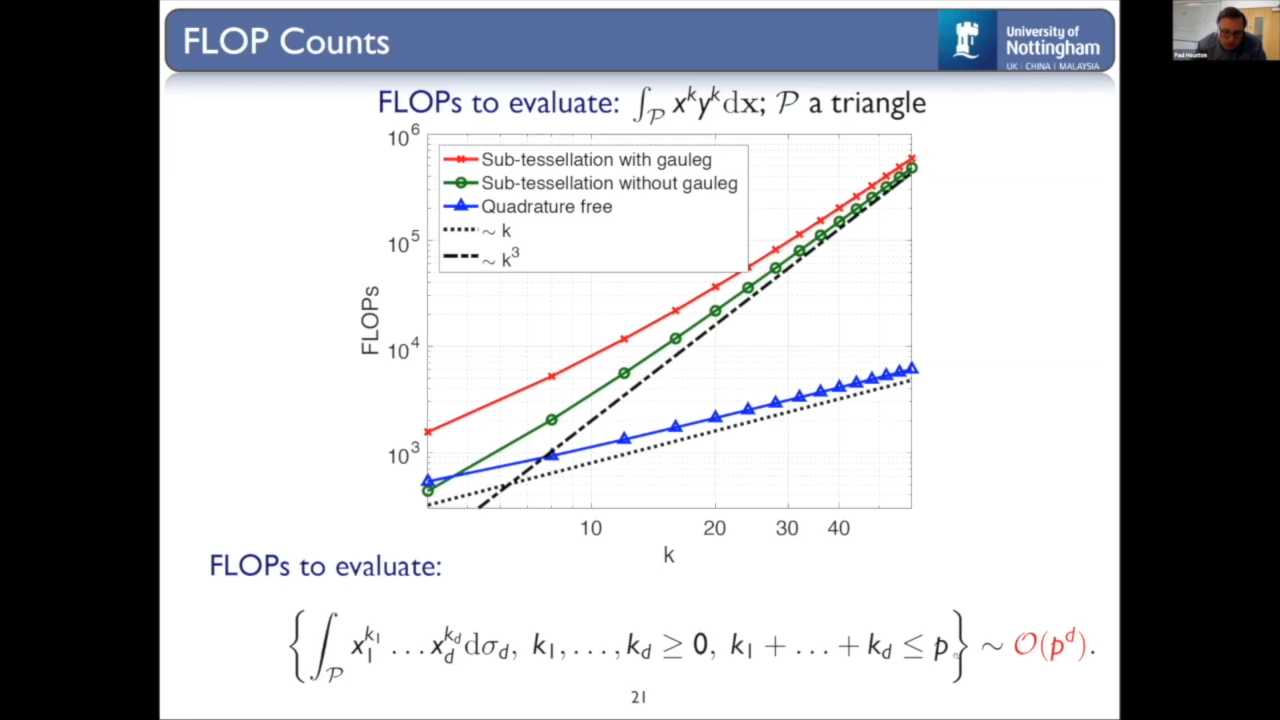 FLOP Counts
University of
Nottingham
UK | CHINA | MALAYSIA
Paul Houston
FLOPs to evaluate: ∫_𝒫 x^k y^k dx; 𝒫 a triangle
10^6
10^5
10^4
10^3
FLOPs
Sub-tessellation with gauleg
Sub-tessellation without gauleg
Quadrature free
~ k
~ k^3
10 20 30 40
k
FLOPs to evaluate:
{ ∫_𝒫 x_1^{k_1} ... x_d^{k_d} dσ_d, k_1, ..., k_d ≥ 0, k_1 + ... + k_d ≤ p } ~ 𝒪(p^d).
21